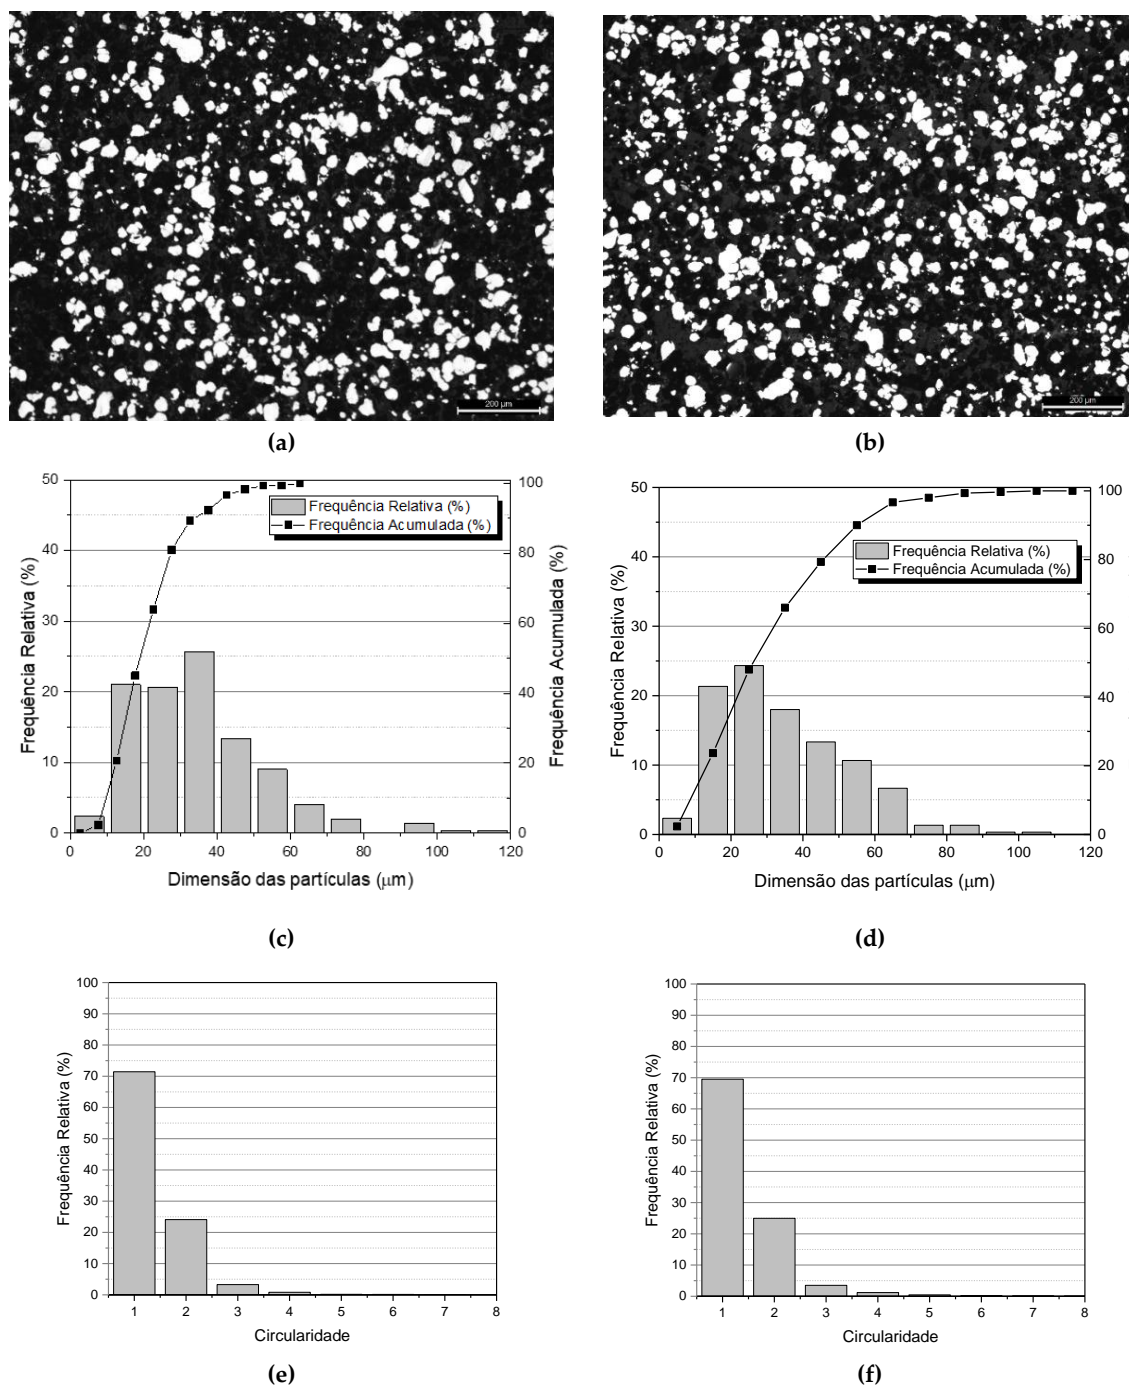 200 µm
200 µm
(a)
(b)
50
40
30
20
10
0
Frequência Relativa (%)
Frequência Relativa (%)
Frequência Acumulada (%)
100
80
60
40
20
0
Frequência Acumulada (%)
0 20 40 60 80 100 120
Dimensão das partículas (µm)
(c)
50
40
30
20
10
0
Frequência Relativa (%)
Frequência Relativa (%)
Frequência Acumulada (%)
100
80
60
40
20
0
0 20 40 60 80 100 120
Dimensão das partículas (µm)
(d)
100
90
80
70
60
50
40
30
20
10
0
Frequência Relativa (%)
1 2 3 4 5 6 7 8
Circularidade
(e)
100
90
80
70
60
50
40
30
20
10
0
Frequência Relativa (%)
1 2 3 4 5 6 7 8
Circularidade
(f)